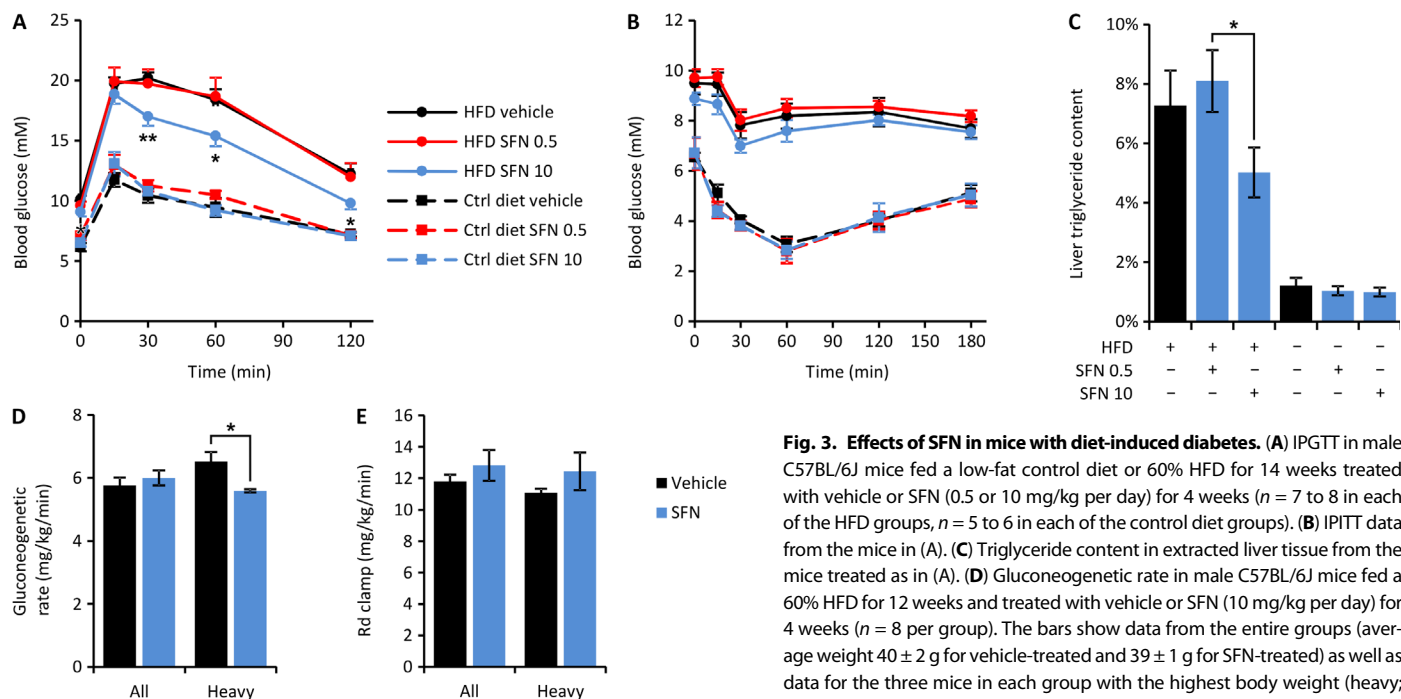 A
Blood glucose (mM)
25
20
15
10
5
0
**
*
*
*
0 30 60 90 120
Time (min)
HFD vehicle
HFD SFN 0.5
HFD SFN 10
Ctrl diet vehicle
Ctrl diet SFN 0.5
Ctrl diet SFN 10
B
Blood glucose (mM)
12
10
8
6
4
2
0
0 30 60 90 120 150 180
Time (min)
C
Liver triglyceride content
10%
8%
6%
4%
2%
0%
*
HFD + + + − − −
SFN 0.5 − + − − + −
SFN 10 − − + − − +
D
Gluconeogenetic
rate (mg/kg/min)
8
6
4
2
0
*
All Heavy
E
Rd clamp (mg/kg/min)
16
14
12
10
8
6
4
2
0
All Heavy
Vehicle
SFN
Fig. 3. Effects of SFN in mice with diet-induced diabetes. (A) IPGTT in male
C57BL/6J mice fed a low-fat control diet or 60% HFD for 14 weeks treated
with vehicle or SFN (0.5 or 10 mg/kg per day) for 4 weeks (n = 7 to 8 in each
of the HFD groups, n = 5 to 6 in each of the control diet groups). (B) IPITT data
from the mice in (A). (C) Triglyceride content in extracted liver tissue from the
mice treated as in (A). (D) Gluconeogenetic rate in male C57BL/6J mice fed a
60% HFD for 12 weeks and treated with vehicle or SFN (10 mg/kg per day) for
4 weeks (n = 8 per group). The bars show data from the entire groups (aver-
age weight 40 ± 2 g for vehicle-treated and 39 ± 1 g for SFN-treated) as well as
data for the three mice in each group with the highest body weight (heavy;